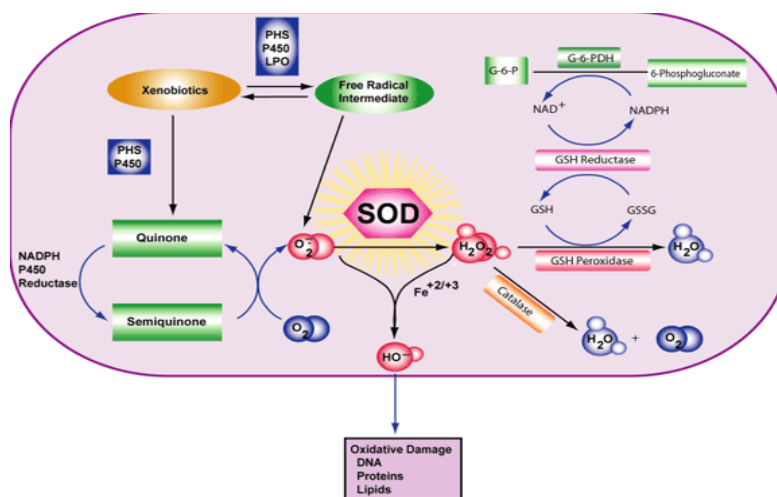 PHS
P450
LPO
Xenobiotics
Free Radical
Intermediate
G-6-P
G-6-PDH
6-Phosphogluconate
NAD+
NADPH
GSH Reductase
PHS
P450
GSH
GSSG
SOD
Quinone
O2-
H2O2
GSH Peroxidase
H2O
NADPH
P450
Reductase
Fe+2/+3
Catalase
Semiquinone
O2
H2O + O2
HO–
Oxidative Damage
DNA
Proteins
Lipids